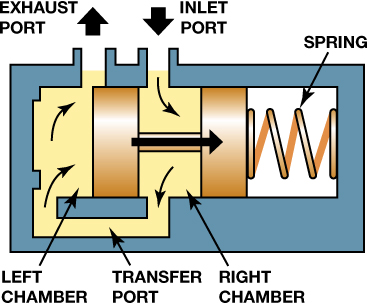 EXHAUST
PORT
INLET
PORT
SPRING
LEFT
CHAMBER
TRANSFER
PORT
RIGHT
CHAMBER